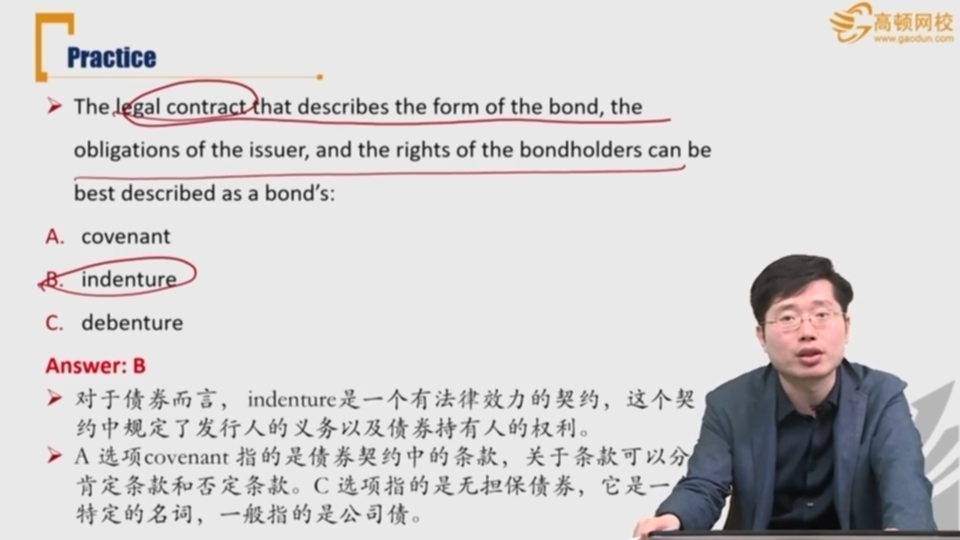 高顿网校
www.gaodun.com
Practice
The legal contract that describes the form of the bond, the
obligations of the issuer, and the rights of the bondholders can be
best described as a bond’s:
A. covenant
B. indenture
C. debenture
Answer: B
对于债券而言， indenture是一个有法律效力的契约，这个契
约中规定了发行人的义务以及债券持有人的权利。
A 选项covenant 指的是债券契约中的条款，关于条款可以分
肯定条款和否定条款。C 选项指的是无担保债券，它是一
特定的名词，一般指的是公司债。